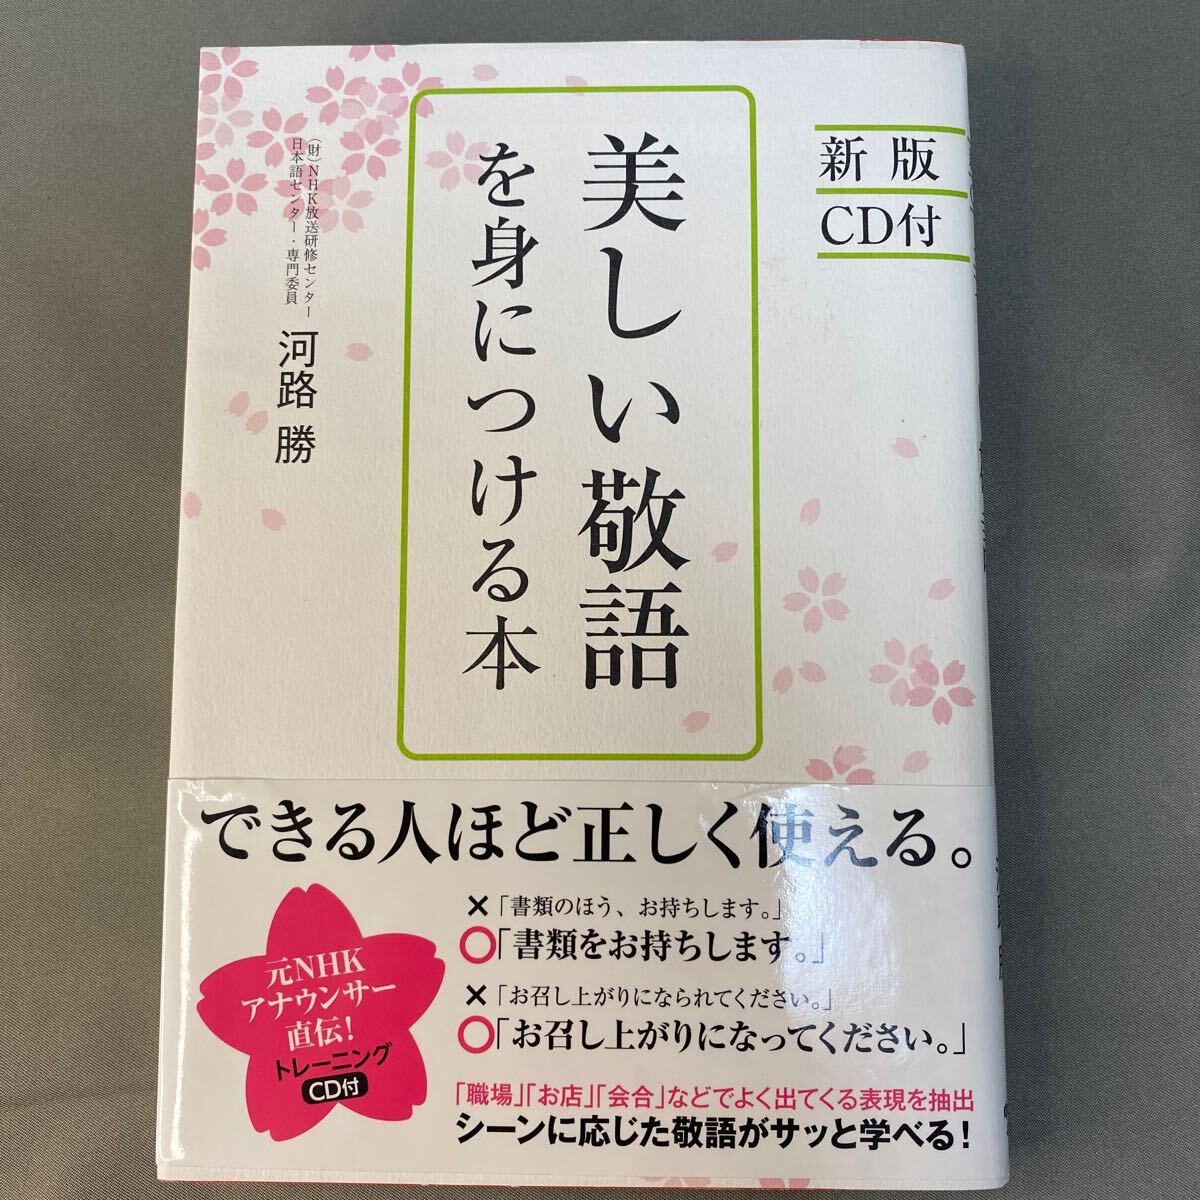 新版
CD付
美しい敬語
を身につける本
(財)NHK放送研修センター
日本語センター・専門委員
河路 勝
できる人ほど正しく使える。
×「書類のほう、お持ちします。」
○「書類をお持ちします。」
×「お召し上がりになられてください。」
○「お召し上がりになってください。」
元NHK
アナウンサー
直伝!
トレーニング
CD付
「職場」「お店」「会合」などでよく出てくる表現を抽出
シーンに応じた敬語がサッと学べる!